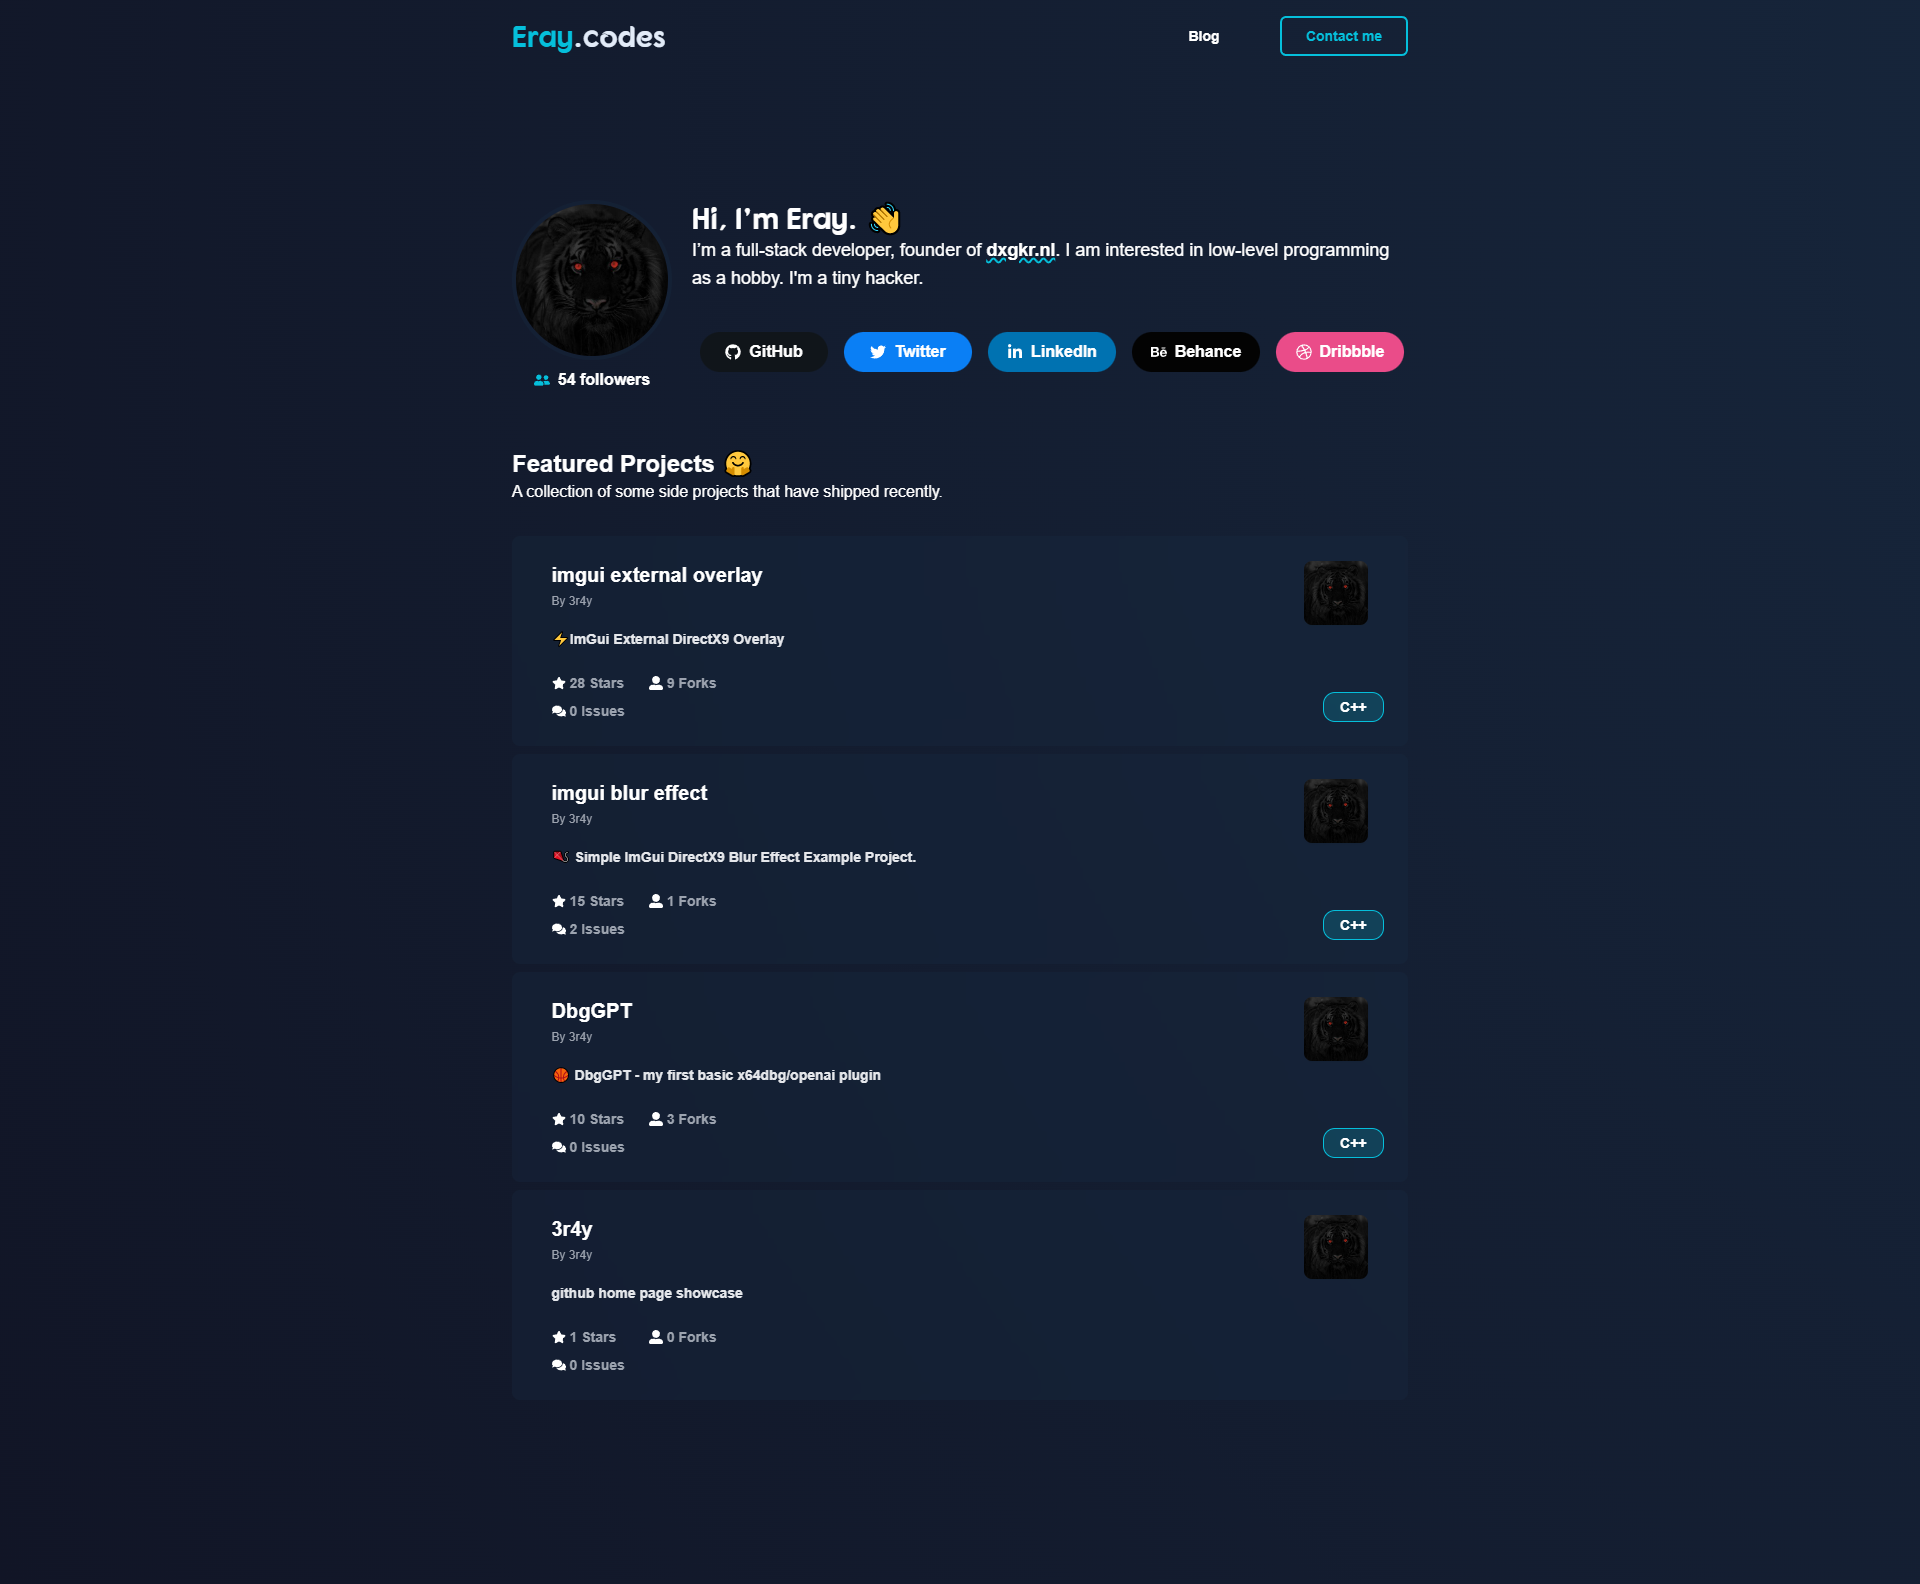 Eray.codes
Blog
Contact me
Hi, I'm Eray. 👋
I'm a full-stack developer, founder of dxgkr.nl. I am interested in low-level programming
as a hobby. I'm a tiny hacker.
GitHub
Twitter
LinkedIn
Behance
Dribbble
54 followers
Featured Projects 🤗
A collection of some side projects that have shipped recently.
imgui external overlay
By 3r4y
⚡ImGui External DirectX9 Overlay
28 Stars 9 Forks
0 Issues
C++
imgui blur effect
By 3r4y
🪀 Simple ImGui DirectX9 Blur Effect Example Project.
15 Stars 1 Forks
2 Issues
C++
DbgGPT
By 3r4y
🏀 DbgGPT - my first basic x64dbg/openai plugin
10 Stars 3 Forks
0 Issues
C++
3r4y
By 3r4y
github home page showcase
1 Stars 0 Forks
0 Issues